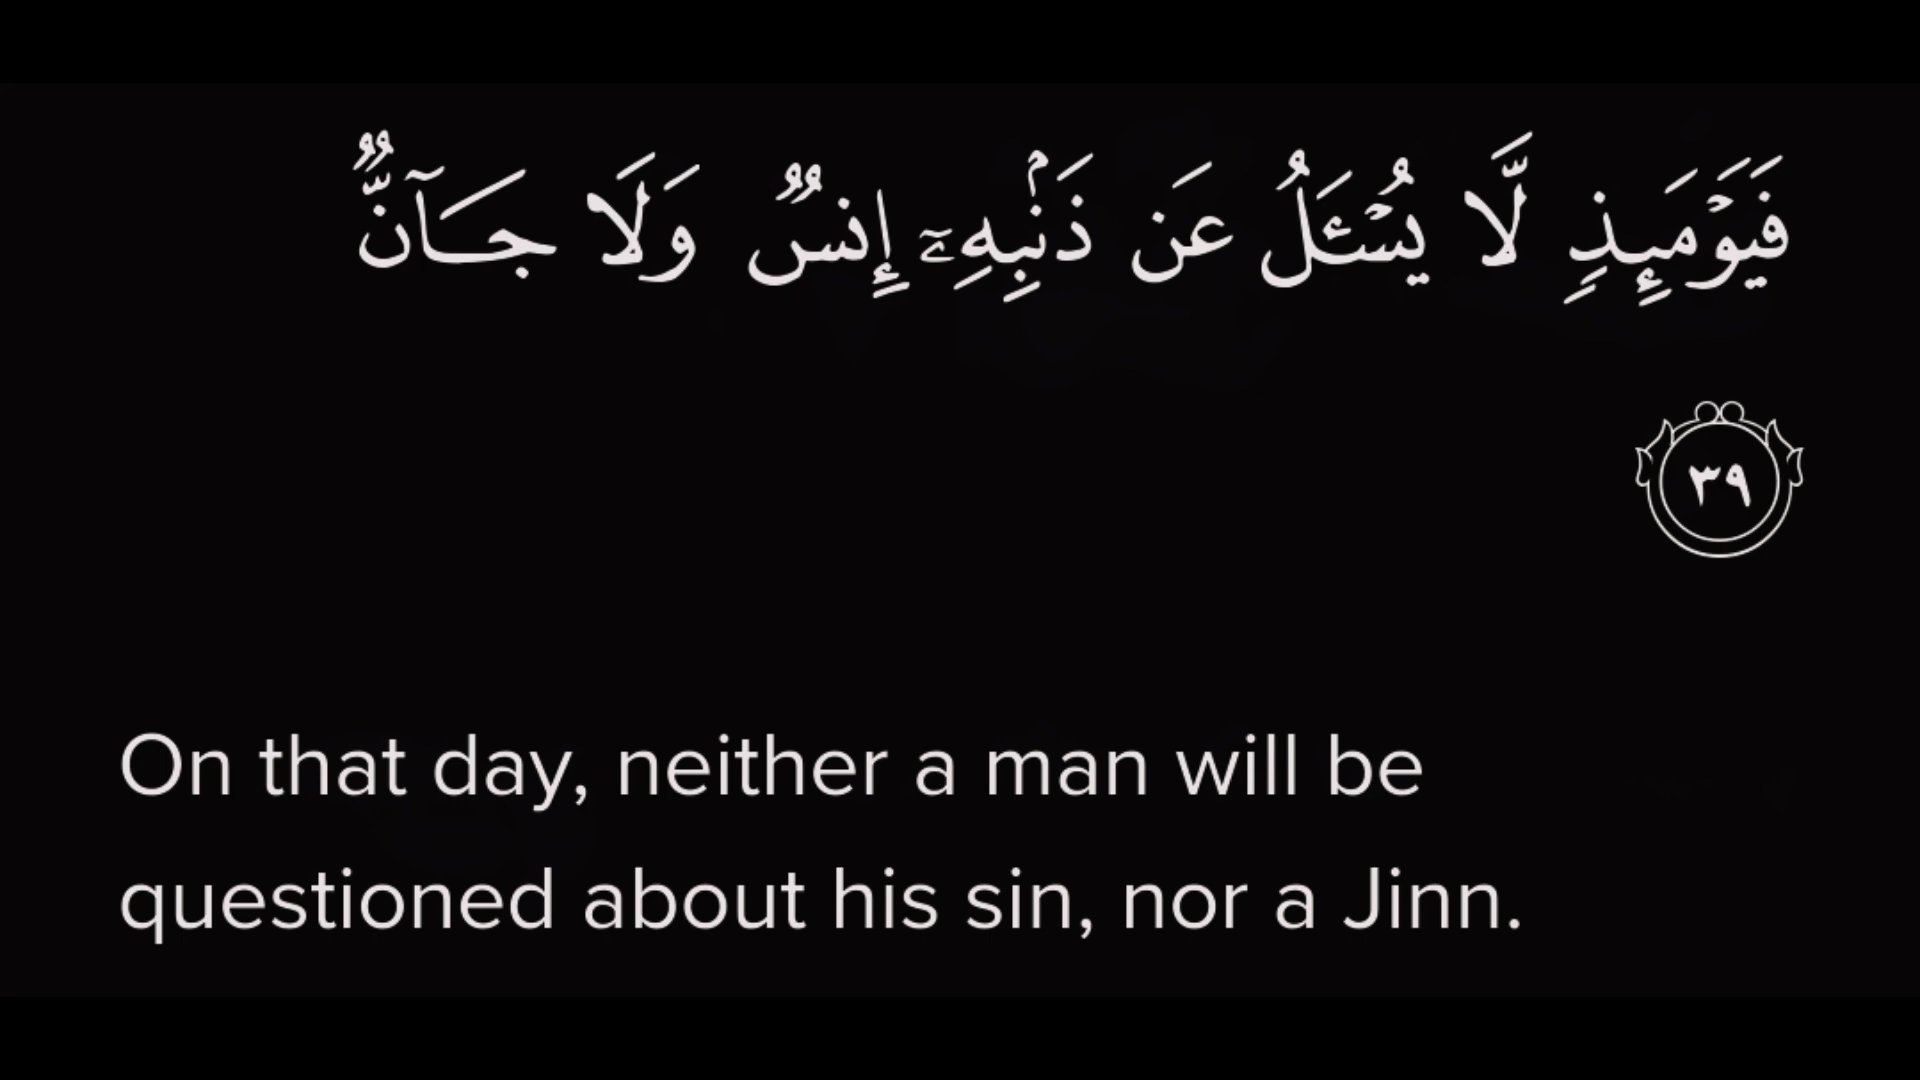 فَيَوْمَئِذٍ لَّا يُسْـَٔلُ عَن ذَنۢبِهِۦٓ إِنسٌ وَلَا جَآنٌّ
٣٩
On that day, neither a man will be
questioned about his sin, nor a Jinn.